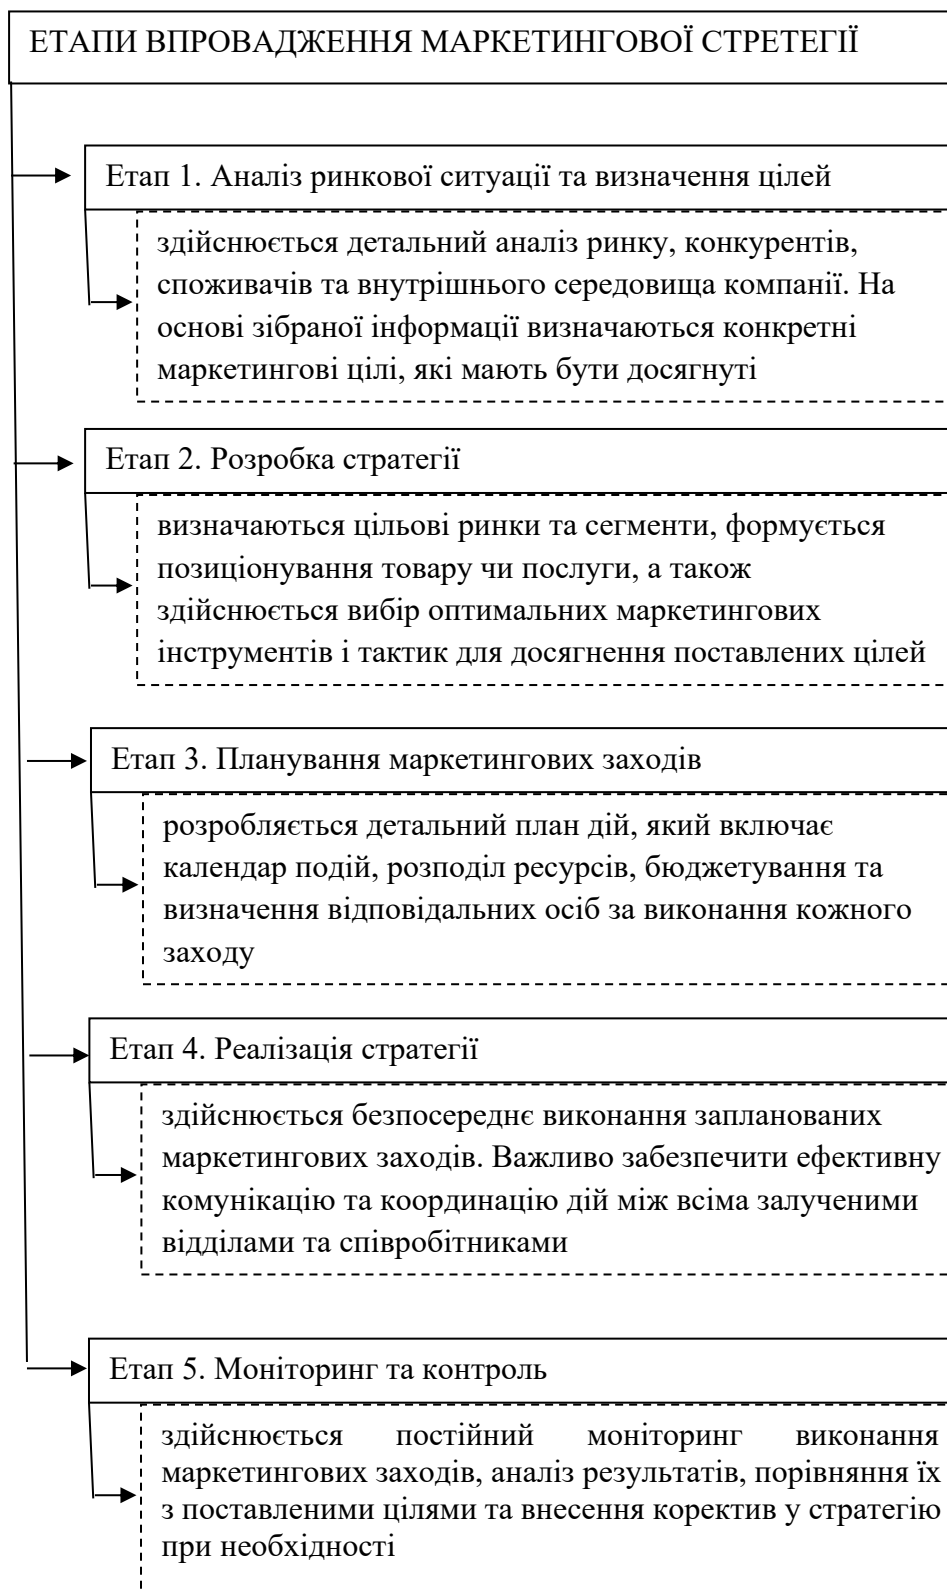 ЕТАПИ ВПРОВАДЖЕННЯ МАРКЕТИНГОВОЇ СТРЕТЕГІЇ
Етап 1. Аналіз ринкової ситуації та визначення цілей
здійснюється детальний аналіз ринку, конкурентів,
споживачів та внутрішнього середовища компанії. На
основі зібраної інформації визначаються конкретні
маркетингові цілі, які мають бути досягнуті
Етап 2. Розробка стратегії
визначаються цільові ринки та сегменти, формується
позиціонування товару чи послуги, а також
здійснюється вибір оптимальних маркетингових
інструментів і тактик для досягнення поставлених цілей
Етап 3. Планування маркетингових заходів
розробляється детальний план дій, який включає
календар подій, розподіл ресурсів, бюджетування та
визначення відповідальних осіб за виконання кожного
заходу
Етап 4. Реалізація стратегії
здійснюється безпосереднє виконання запланованих
маркетингових заходів. Важливо забезпечити ефективну
комунікацію та координацію дій між всіма залученими
відділами та співробітниками
Етап 5. Моніторинг та контроль
здійснюється постійний моніторинг виконання
маркетингових заходів, аналіз результатів, порівняння їх
з поставленими цілями та внесення коректив у стратегію
при необхідності